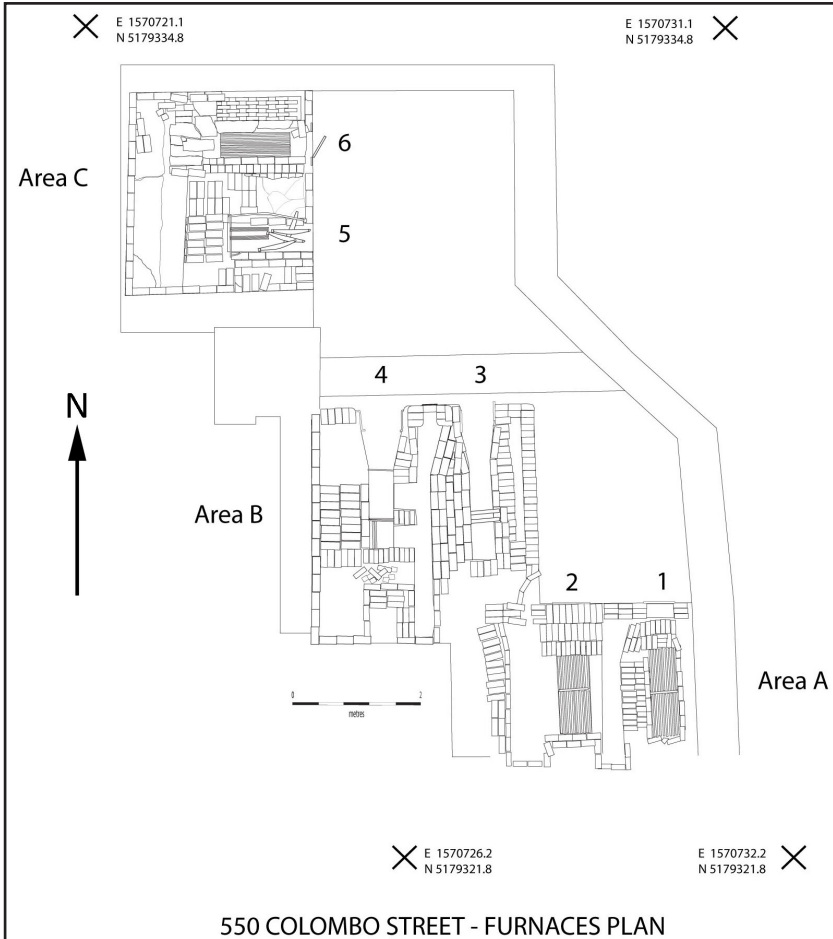 E 1570721.1
N 5179334.8
E 1570731.1
N 5179334.8
6
Area C
5
4
3
N
Area B
2
1
Area A
0
2
metres
E 1570726.2
N 5179321.8
E 1570732.2
N 5179321.8
550 COLOMBO STREET - FURNACES PLAN